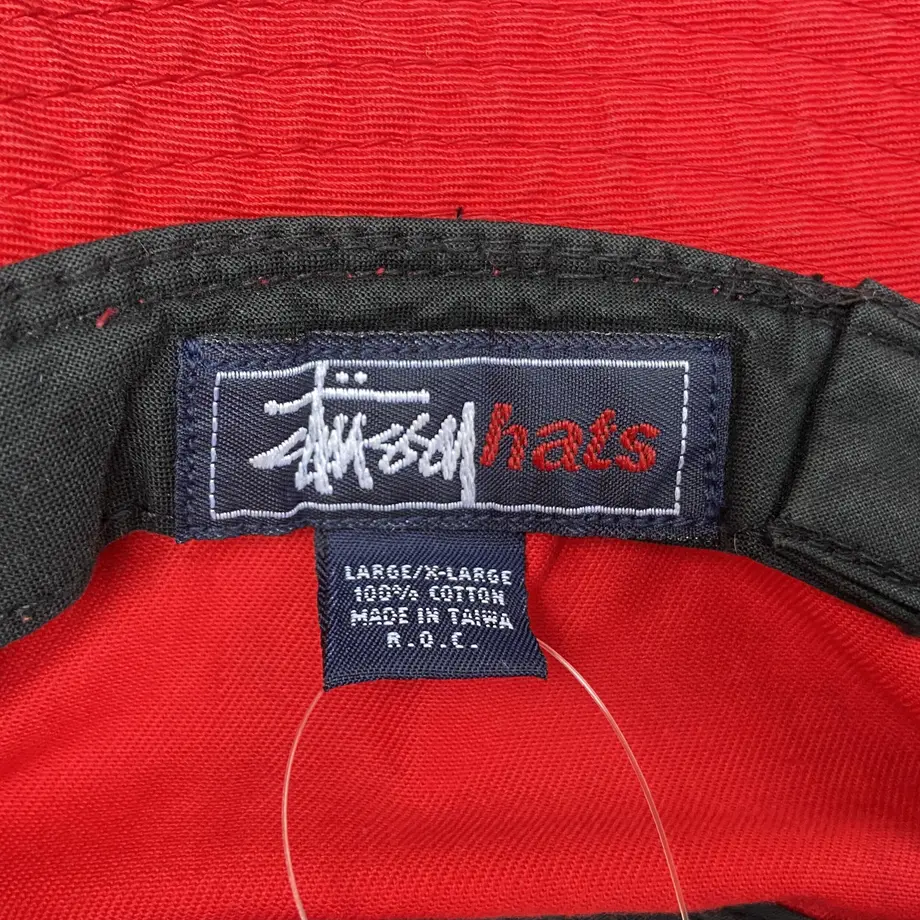 Stüssy hats
LARGE/X-LARGE
100% COTTON
MADE IN TAIWA
R.O.C.